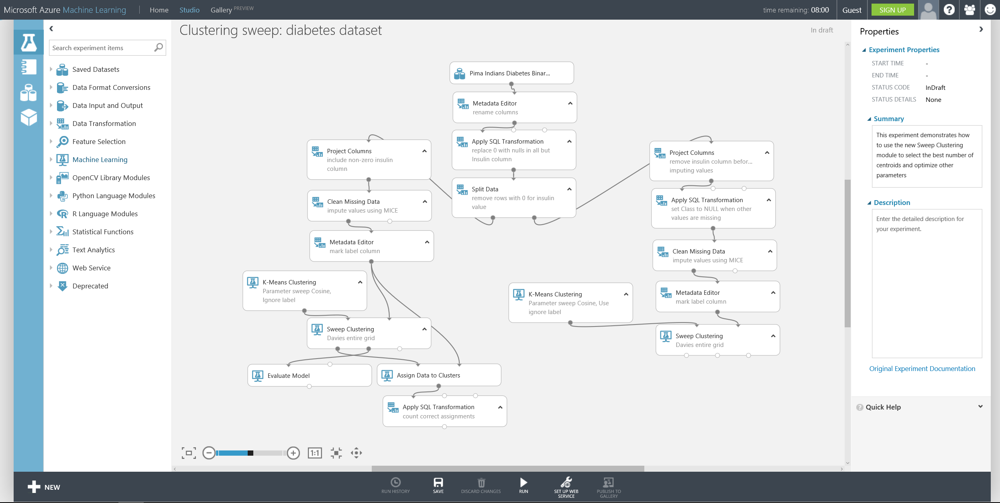 Microsoft Azure Machine Learning
Home
Studio
Gallery PREVIEW
time remaining: 08:00
Guest
SIGN UP
Search experiment items
Saved Datasets
Data Format Conversions
Data Input and Output
Data Transformation
Feature Selection
Machine Learning
OpenCV Library Modules
Python Language Modules
R Language Modules
Statistical Functions
Text Analytics
Web Service
Deprecated
Clustering sweep: diabetes dataset
In draft
Pima Indians Diabetes Binar...
Metadata Editor
rename columns
Apply SQL Transformation
replace 0 with nulls in all but
Insulin column
Split Data
remove rows with 0 for insulin
value
Project Columns
include non-zero insulin
column
Clean Missing Data
impute values using MICE
Metadata Editor
mark label column
K-Means Clustering
Parameter sweep Cosine,
Ignore label
Sweep Clustering
Davies entire grid
Evaluate Model
Assign Data to Clusters
Apply SQL Transformation
count correct assignments
Project Columns
remove insulin column befor...
imputing values
Apply SQL Transformation
set Class to NULL when other
values are missing
Clean Missing Data
impute values using MICE
Metadata Editor
mark label column
K-Means Clustering
Parameter sweep Cosine, Use
ignore label
Sweep Clustering
Davies entire grid
1:1
Properties
Experiment Properties
START TIME -
END TIME -
STATUS CODE InDraft
STATUS DETAILS None
Summary
This experiment demonstrates how
to use the new Sweep Clustering
module to select the best number of
centroids and optimize other
parameters
Description
Enter the detailed description for
your experiment.
Original Experiment Documentation
Quick Help
NEW
RUN HISTORY
SAVE
DISCARD CHANGES
RUN
SET UP WEB
SERVICE
PUBLISH TO
GALLERY